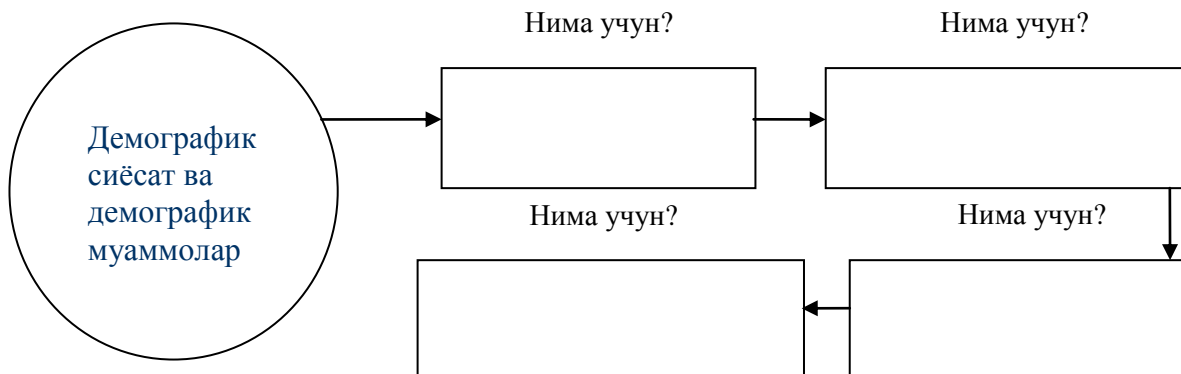 Нима учун?
Нима учун?
Демографик
сиёсат ва
демографик
муаммолар
Нима учун?
Нима учун?